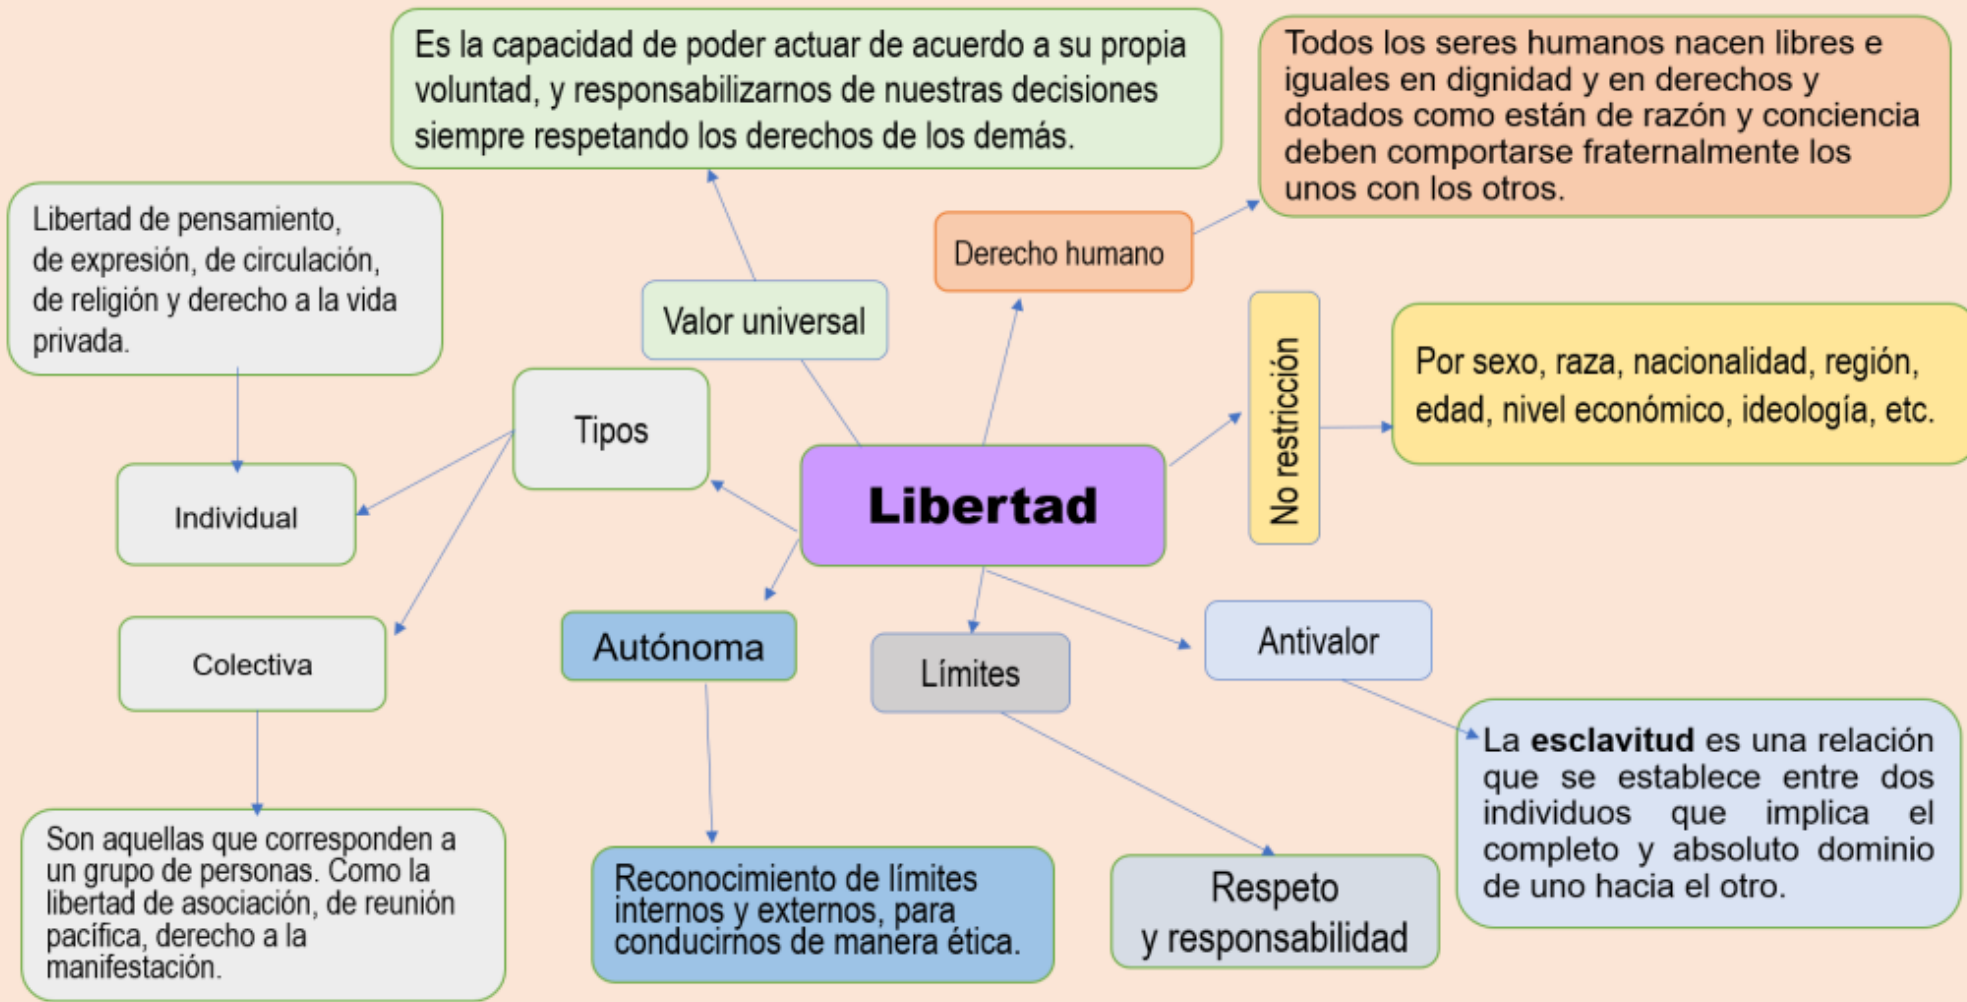 Es la capacidad de poder actuar de acuerdo a su propia
voluntad, y responsabilizarnos de nuestras decisiones
siempre respetando los derechos de los demás.
Todos los seres humanos nacen libres e
iguales en dignidad y en derechos y
dotados como están de razón y conciencia
deben comportarse fraternalmente los
unos con los otros.
Libertad de pensamiento,
de expresión, de circulación,
de religión y derecho a la vida
privada.
Derecho humano
Valor universal
No restricción
Por sexo, raza, nacionalidad, región,
edad, nivel económico, ideología, etc.
Tipos
Libertad
Individual
Colectiva
Autónoma
Límites
Antivalor
La esclavitud es una relación
que se establece entre dos
individuos que implica el
completo y absoluto dominio
de uno hacia el otro.
Son aquellas que corresponden a
un grupo de personas. Como la
libertad de asociación, de reunión
pacífica, derecho a la
manifestación.
Reconocimiento de límites
internos y externos, para
conducirnos de manera ética.
Respeto
y responsabilidad